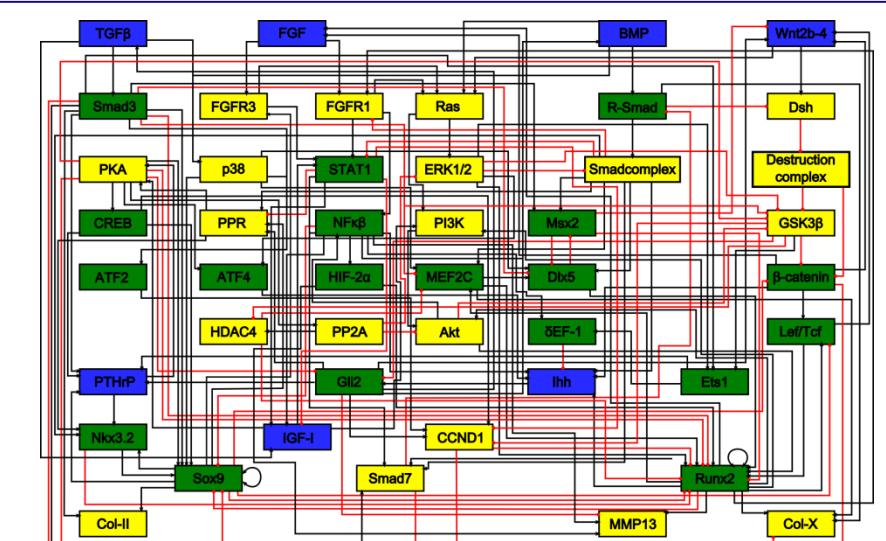 TGFβ
FGF
BMP
Wnt2b-4
Smad3
FGFR3
FGFR1
Ras
R-Smad
Dsh
PKA
p38
STAT1
ERK1/2
Smadcomplex
Destruction
complex
CREB
PPR
NFκβ
PI3K
Msx2
GSK3β
ATF2
ATF4
HIF-2α
MEF2C
Dlx5
β-catenin
HDAC4
PP2A
Akt
δEF-1
Lef/Tcf
PTHrP
Gli2
Ihh
Ets1
Nkx3.2
IGF-I
CCND1
Sox9
Smad7
Runx2
Col-II
MMP13
Col-X